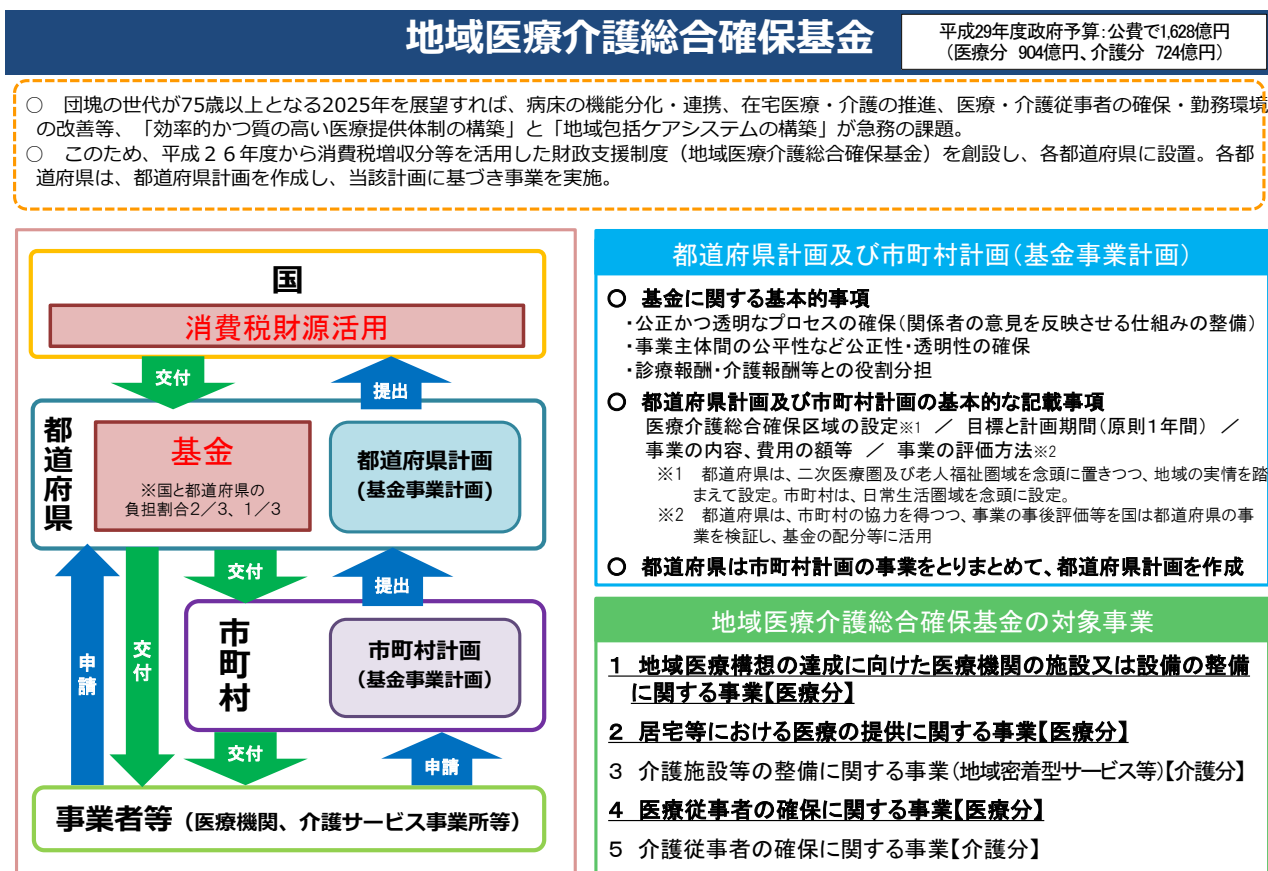 地域医療介護総合確保基金
平成29年度政府予算:公費で1,628億円
(医療分 904億円、介護分 724億円)
○ 団塊の世代が75歳以上となる2025年を展望すれば、病床の機能分化・連携、在宅医療・介護の推進、医療・介護従事者の確保・勤務環境
の改善等、「効率的かつ質の高い医療提供体制の構築」と「地域包括ケアシステムの構築」が急務の課題。
○ このため、平成26年度から消費税増収分等を活用した財政支援制度(地域医療介護総合確保基金)を創設し、各都道府県に設置。各都
道府県は、都道府県計画を作成し、当該計画に基づき事業を実施。
国
消費税財源活用
交付
提出
都道府県
基金
※国と都道府県の
負担割合2/3、1/3
都道府県計画
(基金事業計画)
申請
交付
交付
提出
市町村
市町村計画
(基金事業計画)
交付
申請
事業者等(医療機関、介護サービス事業所等)
都道府県計画及び市町村計画(基金事業計画)
○ 基金に関する基本的事項
・公正かつ透明なプロセスの確保(関係者の意見を反映させる仕組みの整備)
・事業主体間の公平性など公正性・透明性の確保
・診療報酬・介護報酬等との役割分担
○ 都道府県計画及び市町村計画の基本的な記載事項
医療介護総合確保区域の設定※1 / 目標と計画期間(原則1年間) /
事業の内容、費用の額等 / 事業の評価方法※2
※1 都道府県は、二次医療圏及び老人福祉圏域を念頭に置きつつ、地域の実情を踏
まえて設定。市町村は、日常生活圏域を念頭に設定。
※2 都道府県は、市町村の協力を得つつ、事業の事後評価等を国は都道府県の事
業を検証し、基金の配分等に活用
○ 都道府県は市町村計画の事業をとりまとめて、都道府県計画を作成
地域医療介護総合確保基金の対象事業
1 地域医療構想の達成に向けた医療機関の施設又は設備の整備
に関する事業【医療分】
2 居宅等における医療の提供に関する事業【医療分】
3 介護施設等の整備に関する事業(地域密着型サービス等)【介護分】
4 医療従事者の確保に関する事業【医療分】
5 介護従事者の確保に関する事業【介護分】